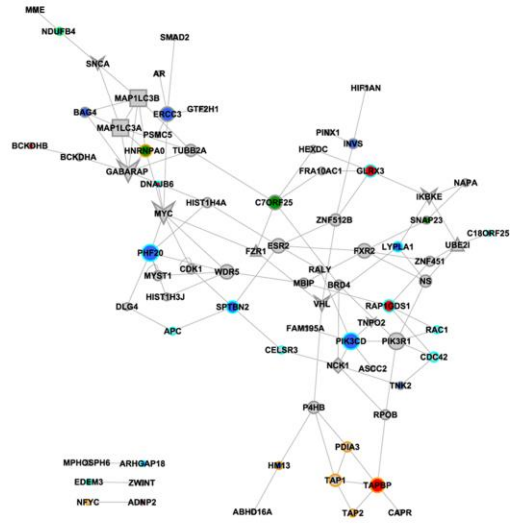 MME
NDUFB4
SMAD2
SNCA
AR
MAP1LC3B
HIF1AN
BAG4
ERCC3
GTF2H1
MAP1LC3A
PSMC5
PINX1
INVS
BCKDHB
HNRNPA0
TUBB2A
HEXDC
BCKDHA
GABARAP
FRA10AC1
GLRX3
NAPA
DNAJB6
IKBKE
HIST1H4A
C7ORF25
MYC
ZNF512B
SNAP23
C18ORF25
PHF20
FZR1
ESR2
FXR2
LYPLA1
UBE2I
ZNF451
MYST1
CDK1
WDR5
RALY
MBIP
BRD4
NS
HIST1H3J
VHL
RAP1GDS1
DLG4
SPTBN2
TNPO2
APC
FAM195A
PIK3CD
PIK3R1
RAC1
CELSR3
CDC42
NCK1
ASCC2
TNK2
P4HB
RPOB
PDIA3
MPHOSPH6
ARHGAP18
HM13
TAP1
TAPBP
EDEM3
ZWINT
NFYC
ADNP2
ABHD16A
TAP2
CAPR